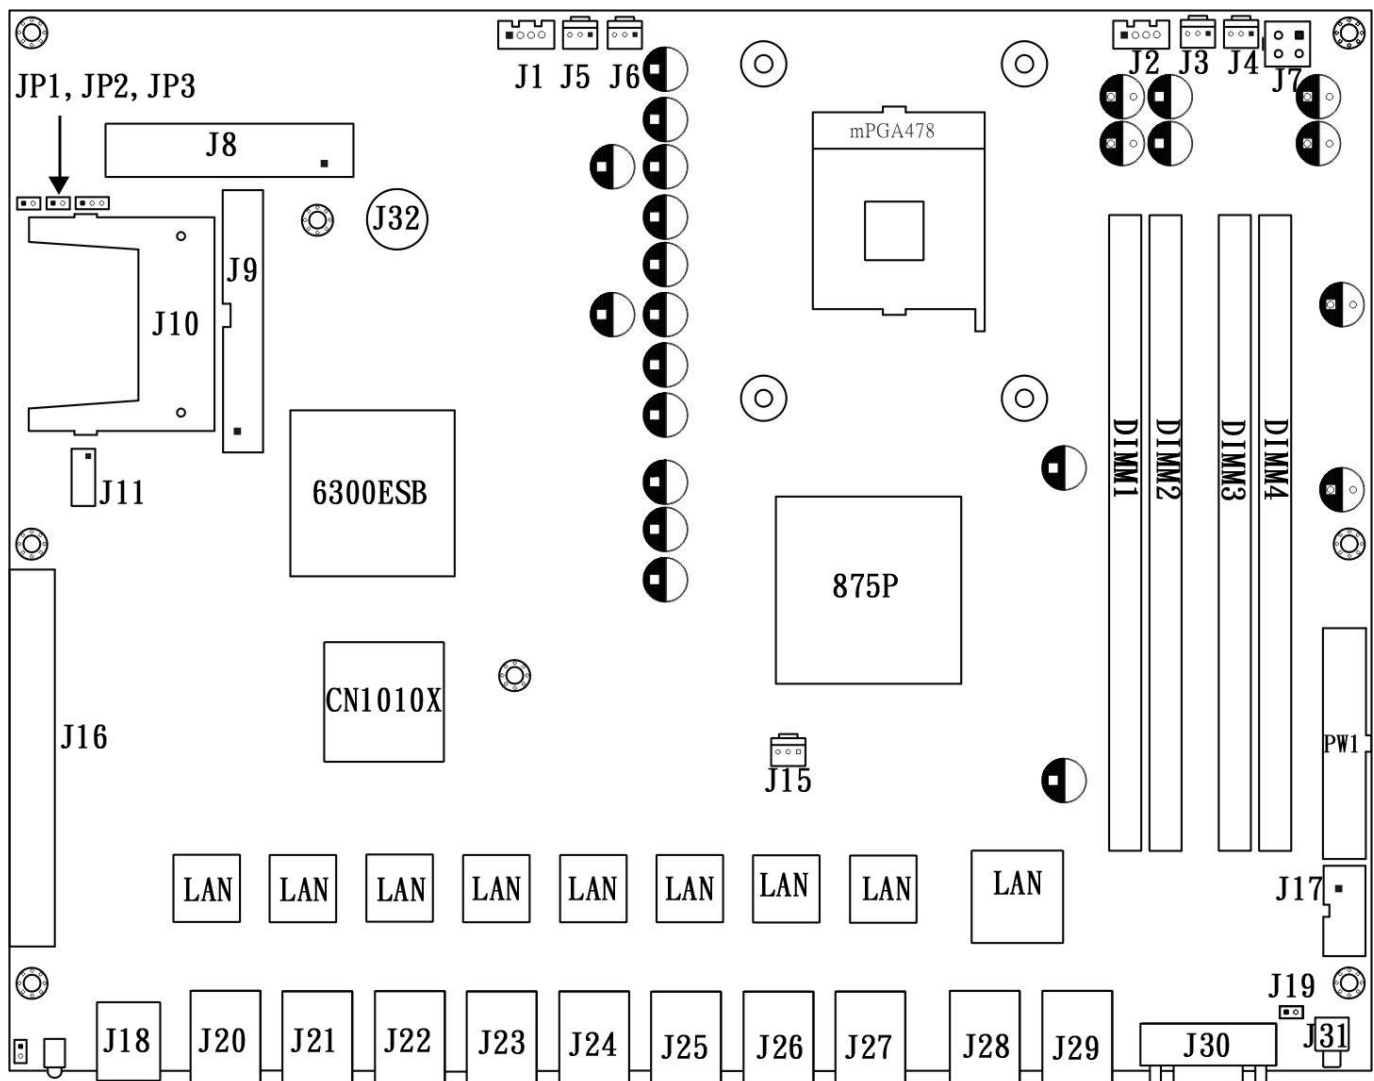 J1 J5 J6
J2 J3 J4 J7
JP1, JP2, JP3
mPGA478
J8
J32
J9
J10
DIMM1 DIMM2 DIMM3 DIMM4
6300ESB
J11
875P
CN1010X
J16
PW1
J15
LAN LAN LAN LAN LAN LAN LAN LAN LAN
J17
J19
J18 J20 J21 J22 J23 J24 J25 J26 J27 J28 J29 J30 J31